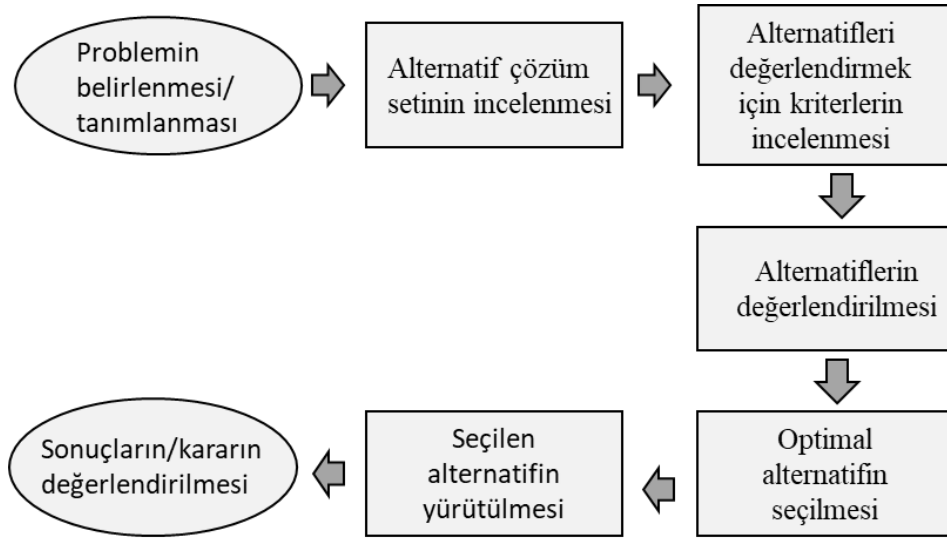 Problemin
belirlenmesi/
tanımlanması
Alternatif çözüm
setinin incelenmesi
Alternatifleri
değerlendirmek
için kriterlerin
incelenmesi
Alternatiflerin
değerlendirilmesi
Optimal
alternatifin
seçilmesi
Seçilen
alternatifin
yürütülmesi
Sonuçların/kararın
değerlendirilmesi